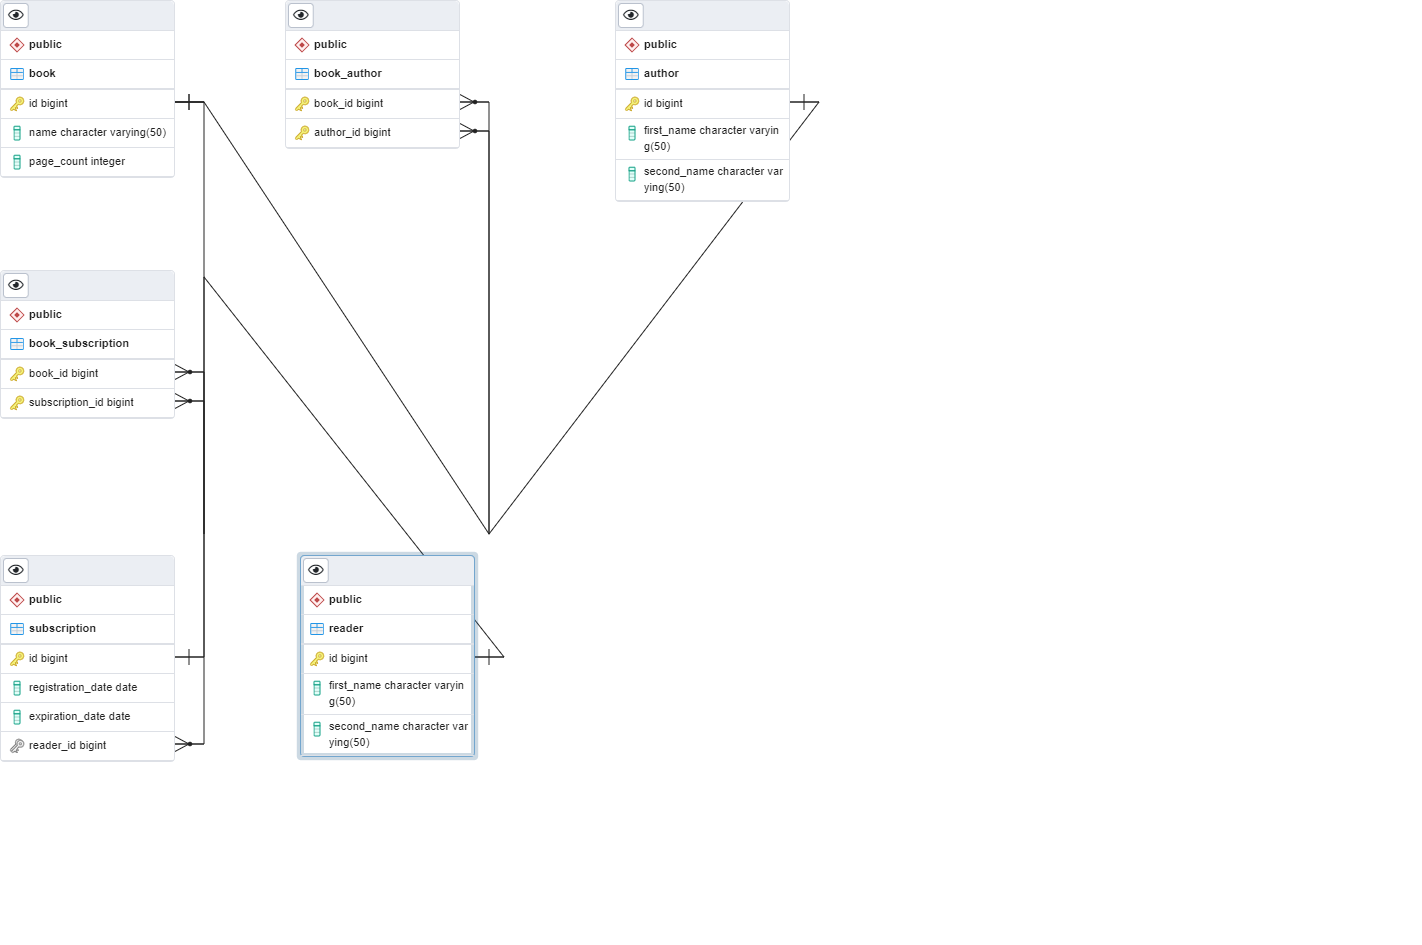 public
book
id bigint
name character varying(50)
page_count integer
public
book_author
book_id bigint
author_id bigint
public
author
id bigint
first_name character varyin
g(50)
second_name character var
ying(50)
public
book_subscription
book_id bigint
subscription_id bigint
public
subscription
id bigint
registration_date date
expiration_date date
reader_id bigint
public
reader
id bigint
first_name character varyin
g(50)
second_name character var
ying(50)